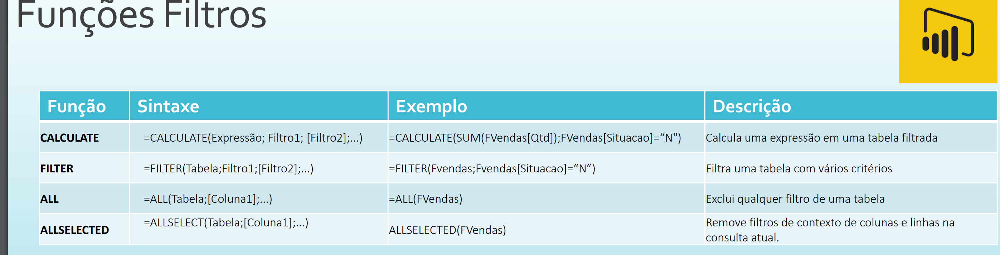 Funções Filtros
Função Sintaxe Exemplo Descrição
CALCULATE =CALCULATE(Expressão; Filtro1; [Filtro2];...) =CALCULATE(SUM(FVendas[Qtd]);FVendas[Situacao]=“N") Calcula uma expressão em uma tabela filtrada
FILTER =FILTER(Tabela;Filtro1;[Filtro2];...) =FILTER(Fvendas;Fvendas[Situacao]=“N”) Filtra uma tabela com vários critérios
ALL =ALL(Tabela;[Coluna1];...) =ALL(FVendas) Exclui qualquer filtro de uma tabela
ALLSELECTED =ALLSELECT(Tabela;[Coluna1];...) ALLSELECTED(FVendas) Remove filtros de contexto de colunas e linhas na
consulta atual.